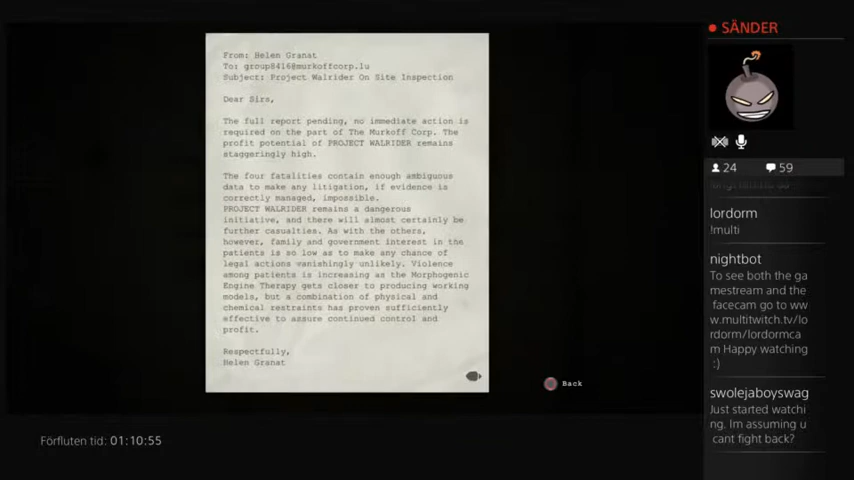 From: Helen Granat
To: group8416@murkoffcorp.lu
Subject: Project Walrider On Site Inspection
Dear Sirs,
The full report pending, no immediate action is
required on the part of The Murkoff Corp. The
profit potential of PROJECT WALRIDER remains
staggeringly high.
The four fatalities contain enough ambiguous
data to make any litigation, if evidence is
correctly managed, impossible.
PROJECT WALRIDER remains a dangerous
initiative, and there will almost certainly be
further casualties. As with the others,
however, family and government interest in the
patients is so low as to make any chance of
legal actions vanishingly unlikely. Violence
among patients is increasing as the Morphogenic
Engine Therapy gets closer to producing working
models, but a combination of physical and
chemical restraints has proven sufficiently
effective to assure continued control and
profit.
Respectfully,
Helen Granat
Back
Förfluten tid: 01:10:55
SÄNDER
24
59
lordorm
!multi
nightbot
To see both the ga
mestream and the
facecam go to ww
w.multitwitch.tv/lo
rdorm/lordormca
m Happy watching
:)
swolejaboyswag
Just started watchi
ng. Im assuming u
cant fight back?